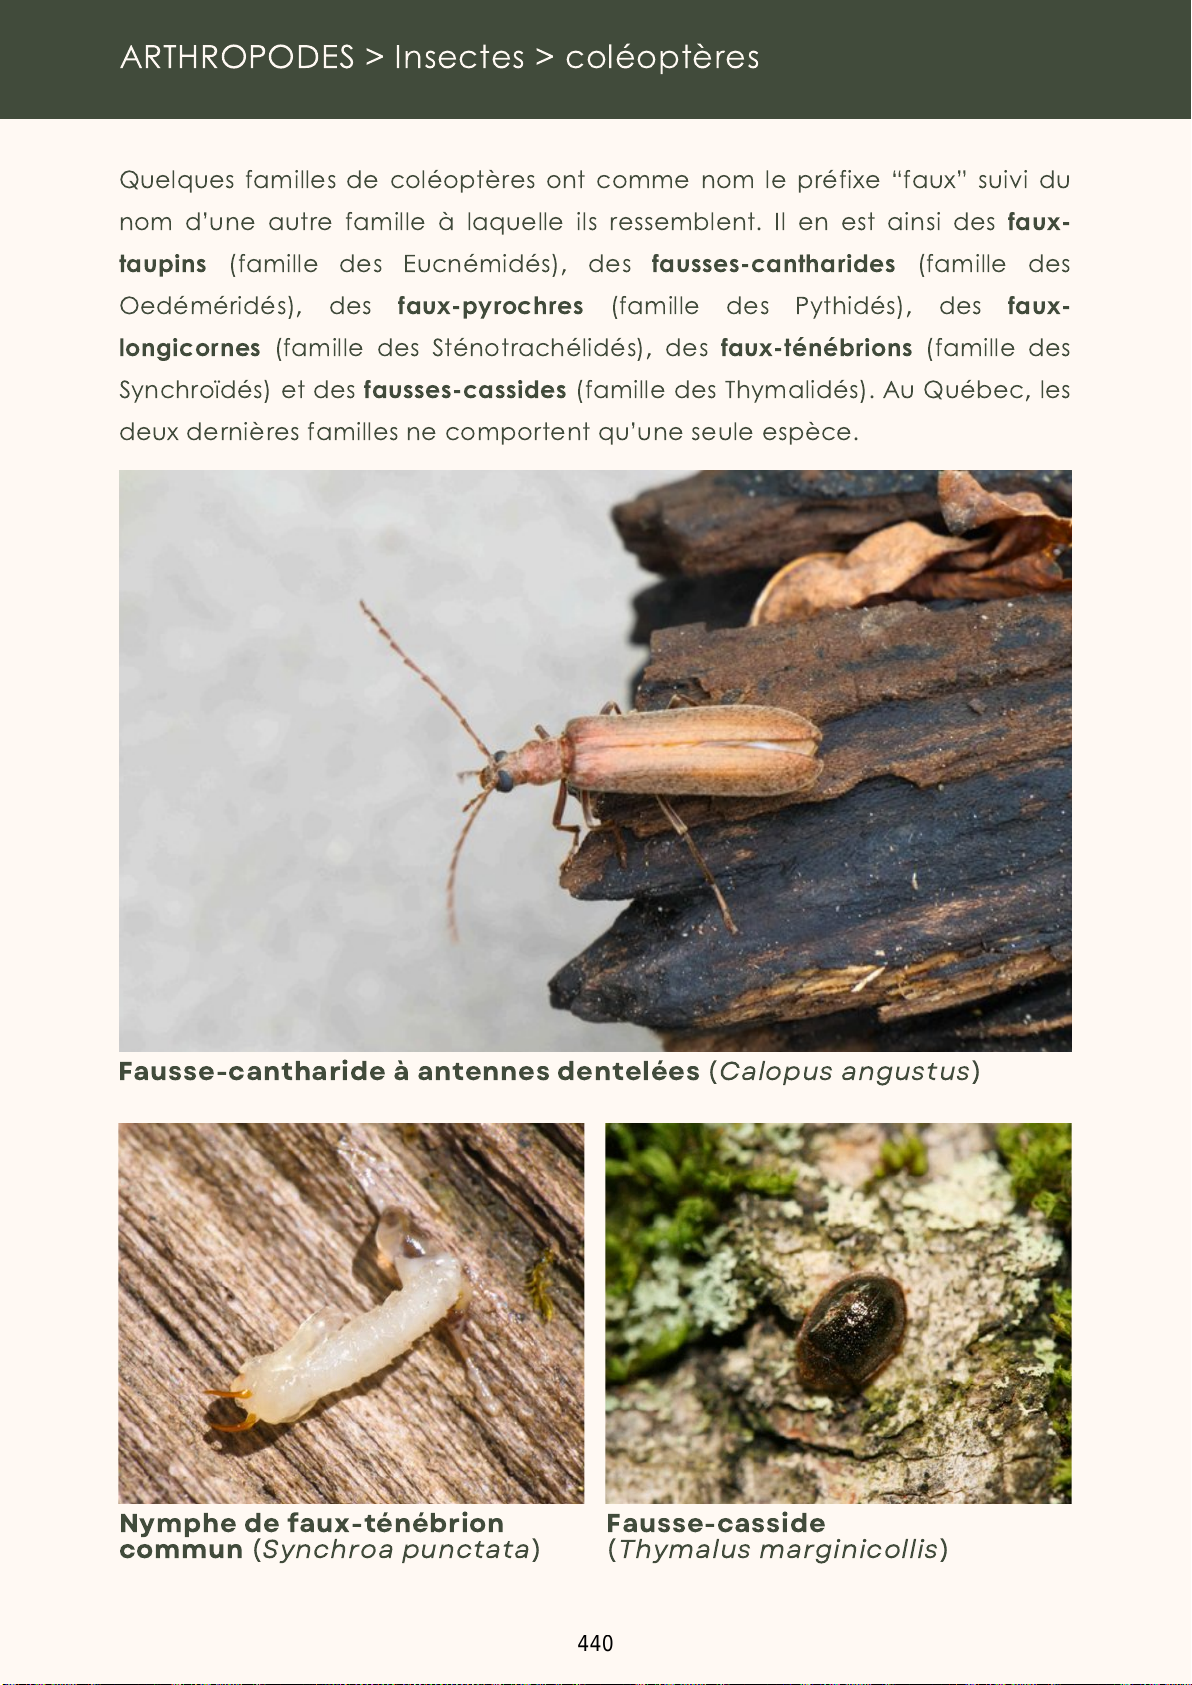 ARTHROPODES > Insectes > coléoptères
Quelques familles de coléoptères ont comme nom le préfixe “faux” suivi du
nom d’une autre famille à laquelle ils ressemblent. Il en est ainsi des faux-
taupins (famille des Eucnémidés), des fausses-cantharides (famille des
Oedéméridés), des faux-pyrochres (famille des Pythidés), des faux-
longicornes (famille des Sténotrachélidés), des faux-ténébrions (famille des
Synchroïdés) et des fausses-cassides (famille des Thymalidés). Au Québec, les
deux dernières familles ne comportent qu’une seule espèce.
Fausse-cantharide à antennes dentelées (Calopus angustus)
Nymphe de faux-ténébrion
commun (Synchroa punctata)
Fausse-casside
(Thymalus marginicollis)
440